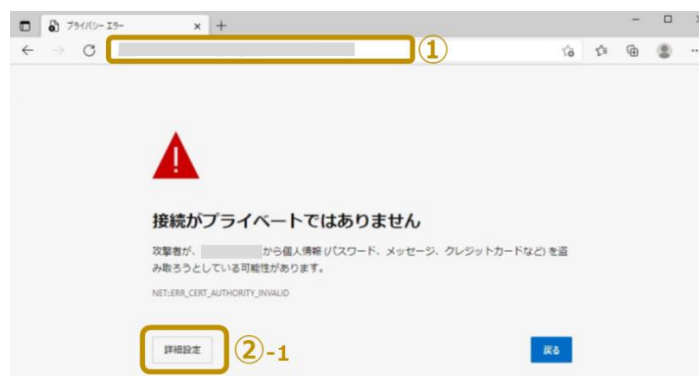 プライバシー エラー
①
接続がプライベートではありません
攻撃者が、 から個人情報 (パスワード、メッセージ、クレジットカードなど) を盗
み取ろうとしている可能性があります。
NET::ERR_CERT_AUTHORITY_INVALID
詳細設定
②-1
戻る